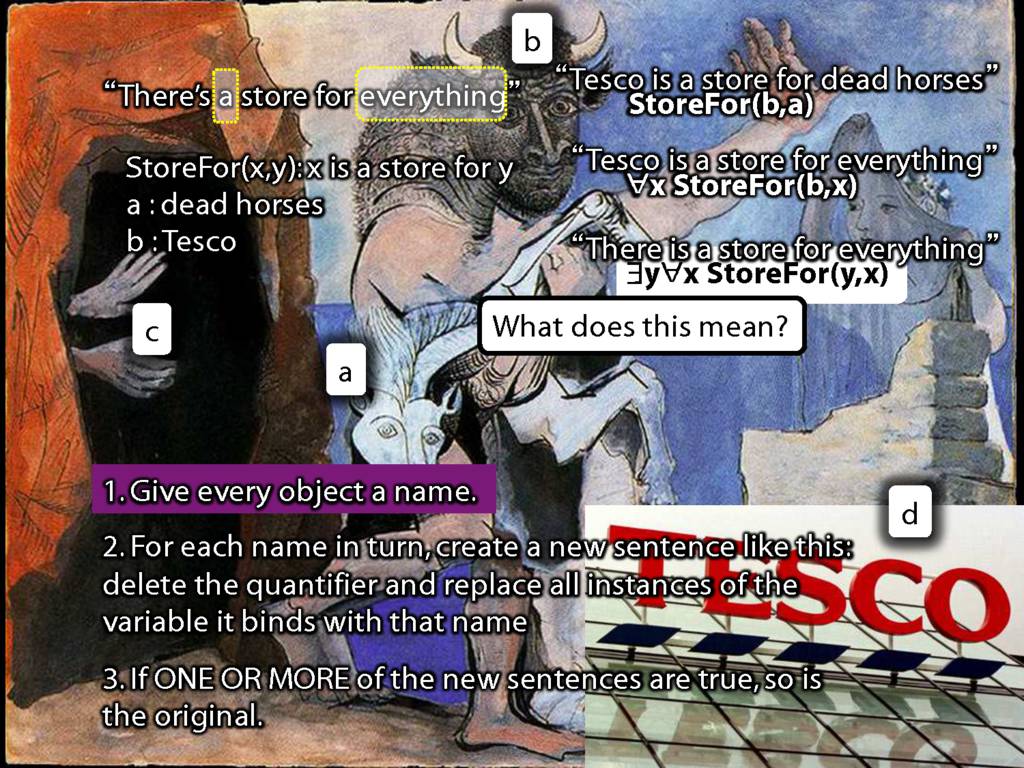 b
“There’s a store for everything”
StoreFor(x,y): x is a store for y
a : dead horses
b : Tesco
“Tesco is a store for dead horses”
StoreFor(b,a)
“Tesco is a store for everything”
∀x StoreFor(b,x)
“There is a store for everything”
∃y∀x StoreFor(y,x)
What does this mean?
c
a
1. Give every object a name.
2. For each name in turn, create a new sentence like this:
delete the quantifier and replace all instances of the
variable it binds with that name
3. If ONE OR MORE of the new sentences are true, so is
the original.
d
TESCO